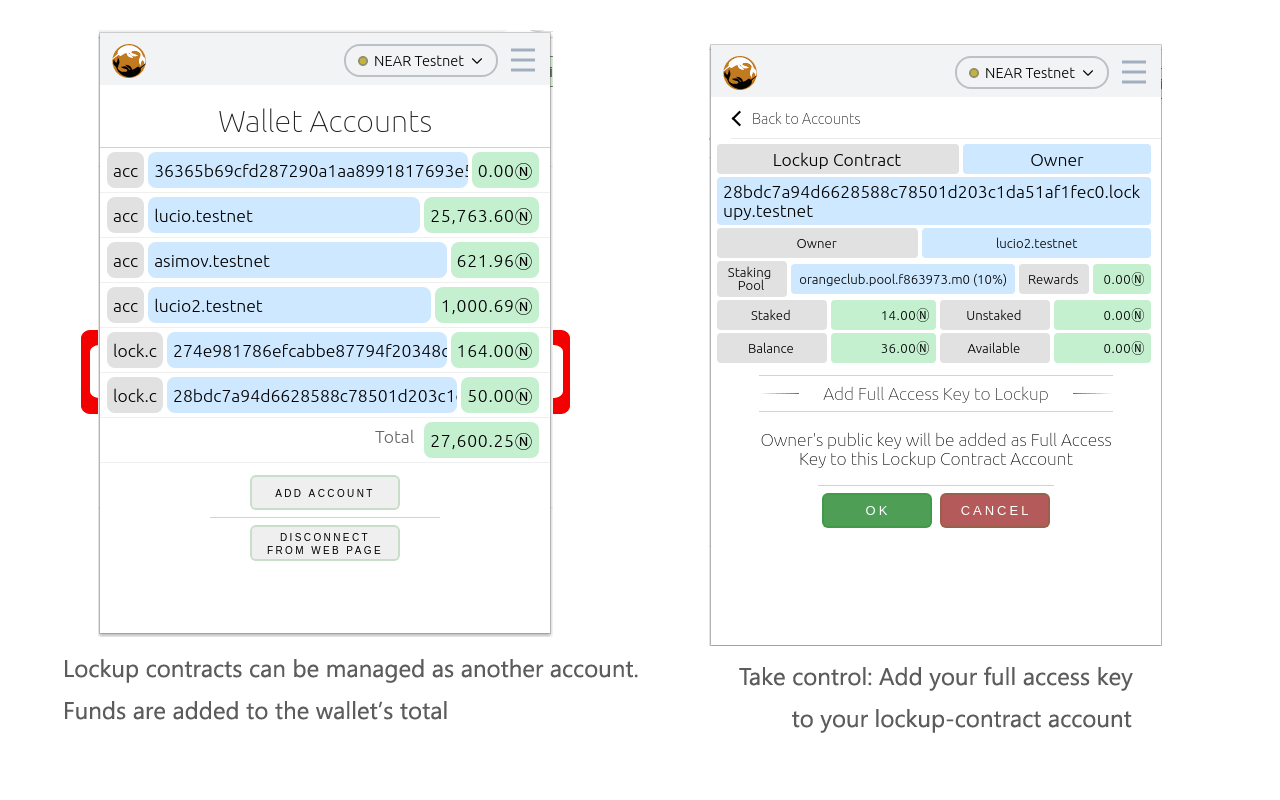 NEAR Testnet
Wallet Accounts
acc 36365b69cfd287290a1aa8991817693e 0.00Ⓝ
acc lucio.testnet 25,763.60Ⓝ
acc asimov.testnet 621.96Ⓝ
acc lucio2.testnet 1,000.69Ⓝ
lock.c 274e981786efcabbe87794f20348 164.00Ⓝ
lock.c 28bdc7a94d6628588c78501d203c1 50.00Ⓝ
Total 27,600.25Ⓝ
ADD ACCOUNT
DISCONNECT
FROM WEB PAGE
Lockup contracts can be managed as another account.
Funds are added to the wallet’s total
NEAR Testnet
Back to Accounts
Lockup Contract Owner
28bdc7a94d6628588c78501d203c1da51af1fec0.lock
upy.testnet
Owner lucio2.testnet
Staking
Pool orangeclub.pool.f863973.m0 (10%) Rewards 0.00Ⓝ
Staked 14.00Ⓝ Unstaked 0.00Ⓝ
Balance 36.00Ⓝ Available 0.00Ⓝ
Add Full Access Key to Lockup
Owner's public key will be added as Full Access
Key to this Lockup Contract Account
OK CANCEL
Take control: Add your full access key
to your lockup-contract account